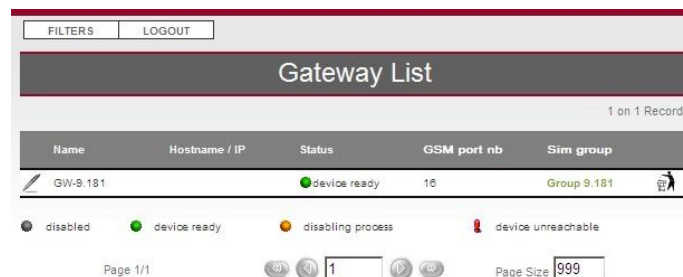 FILTERS LOGOUT
Gateway List
1 on 1 Record
Name Hostname / IP Status GSM port nb Sim group
GW-9.181 device ready 16 Group 9.181
disabled device ready disabling process device unreachable
Page 1/1 1 Page Size 999